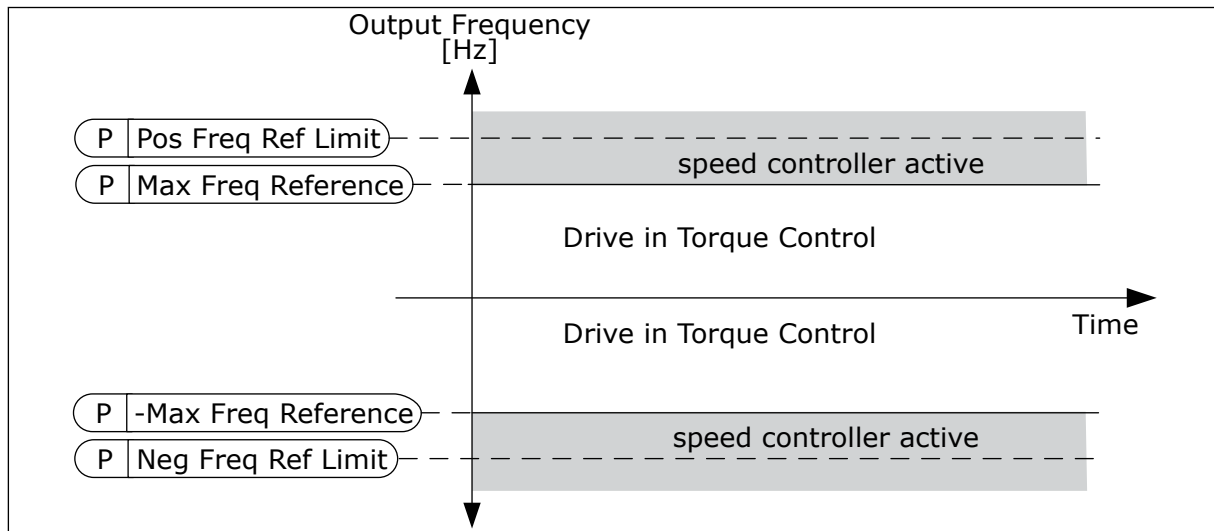 Output Frequency
[Hz]
P Pos Freq Ref Limit
speed controller active
P Max Freq Reference
Drive in Torque Control
Time
Drive in Torque Control
P -Max Freq Reference
speed controller active
P Neg Freq Ref Limit